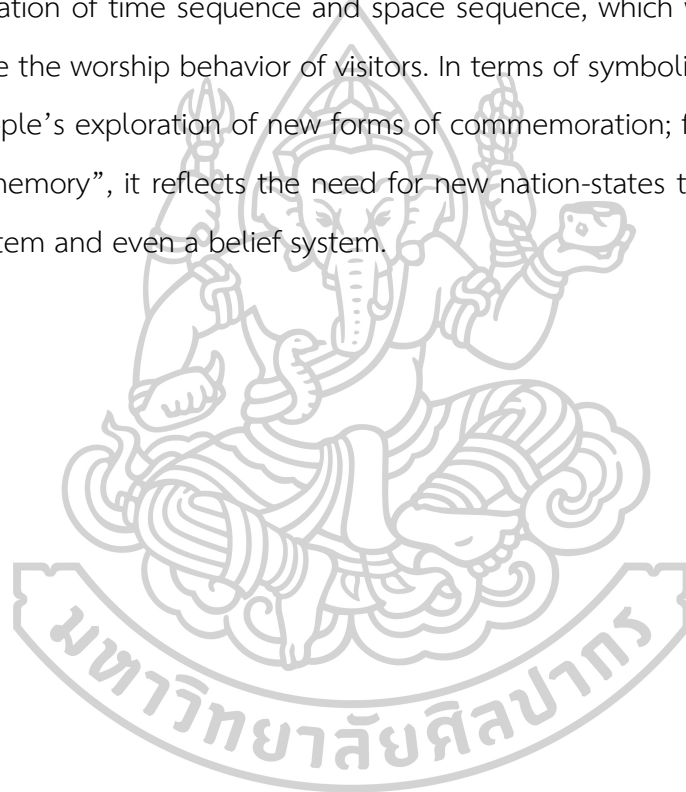 ation of time sequence and space sequence, which
e the worship behavior of visitors. In terms of symboli
ple’s exploration of new forms of commemoration;
memory”, it reflects the need for new nation-states t
tem and even a belief system.
มหาวิทยาลัยศิลปากร